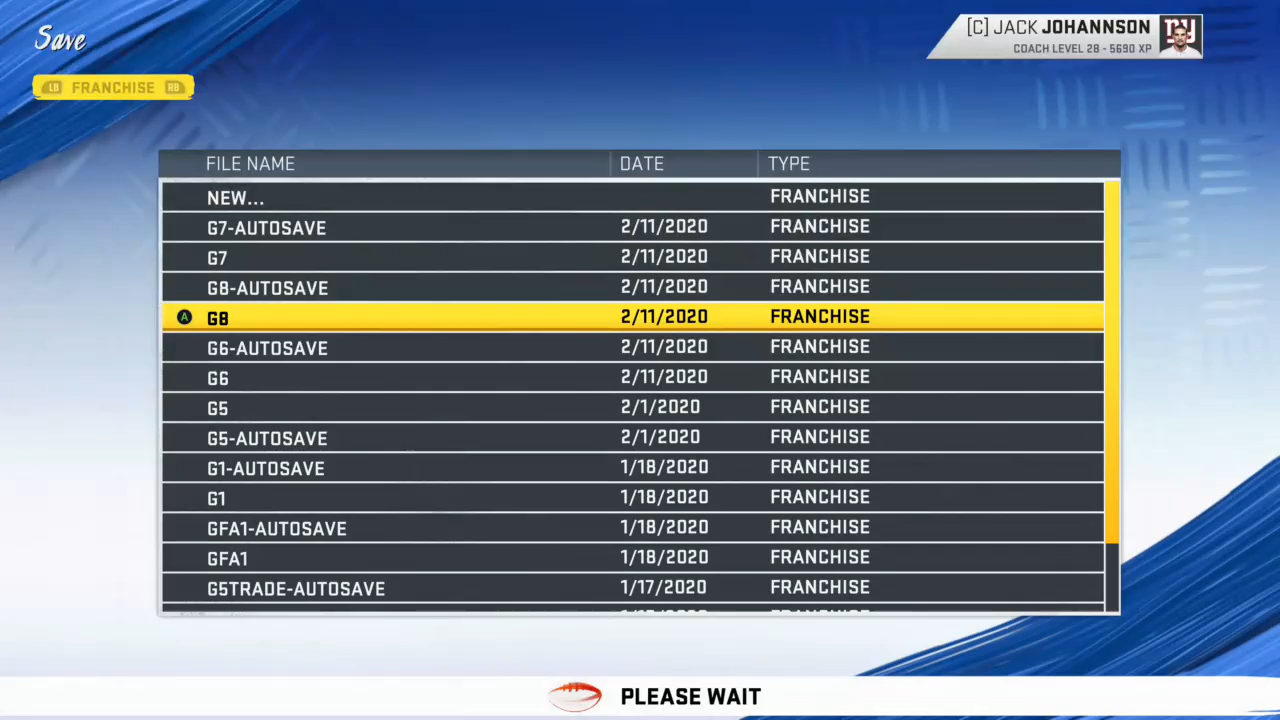 Save
[C] JACK JOHANNSON
COACH LEVEL 28 - 5690 XP
LB FRANCHISE RB
FILE NAME DATE TYPE
NEW... FRANCHISE
G7-AUTOSAVE 2/11/2020 FRANCHISE
G7 2/11/2020 FRANCHISE
G8-AUTOSAVE 2/11/2020 FRANCHISE
A G8 2/11/2020 FRANCHISE
G6-AUTOSAVE 2/11/2020 FRANCHISE
G6 2/11/2020 FRANCHISE
G5 2/1/2020 FRANCHISE
G5-AUTOSAVE 2/1/2020 FRANCHISE
G1-AUTOSAVE 1/18/2020 FRANCHISE
G1 1/18/2020 FRANCHISE
GFA1-AUTOSAVE 1/18/2020 FRANCHISE
GFA1 1/18/2020 FRANCHISE
G5TRADE-AUTOSAVE 1/17/2020 FRANCHISE
PLEASE WAIT